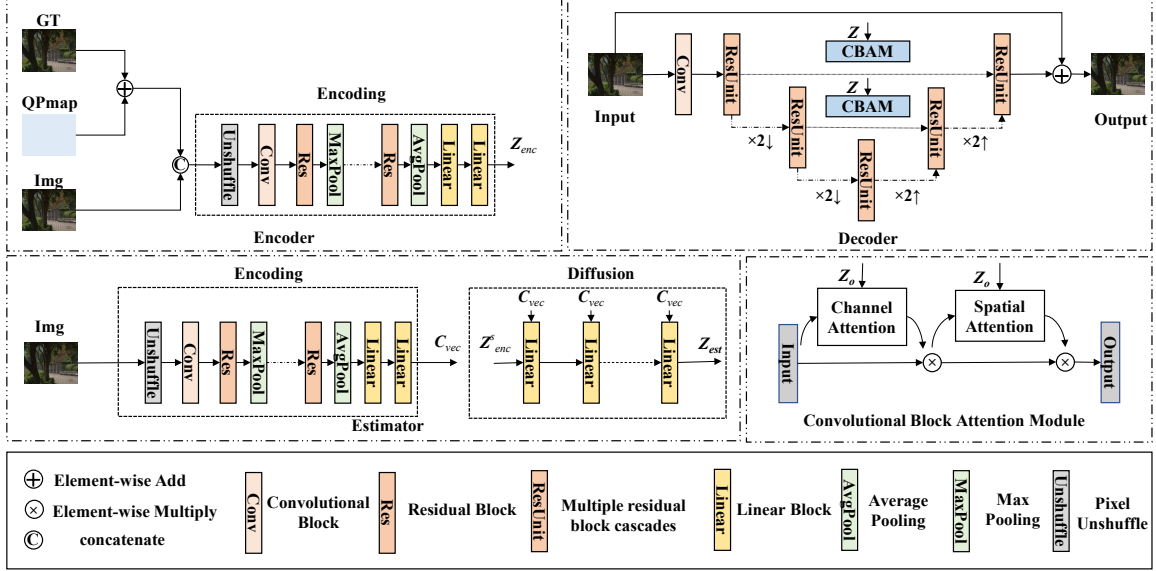 GT
QPmap
Img
C
Encoding
Unshuffle
Conv
Res
MaxPool
Res
AvgPool
Linear
Linear
Z_enc
Encoder
Input
Conv
ResUnit
Z
CBAM
ResUnit
Output
×2↓
ResUnit
Z
CBAM
ResUnit
×2↑
×2↓
ResUnit
×2↑
Decoder
Img
Encoding
Unshuffle
Conv
Res
MaxPool
Res
AvgPool
Linear
Linear
C_vec
Estimator
Diffusion
C_vec
C_vec
C_vec
Z^s_enc
Linear
Linear
Linear
Z_est
Z_o
Z_o
Channel
Attention
Spatial
Attention
Input
Output
Convolutional Block Attention Module
Element-wise Add
Element-wise Multiply
C concatenate
Conv
Convolutional
Block
Res
Residual Block
ResUnit
Multiple residual
block cascades
Linear
Linear Block
AvgPool
Average
Pooling
MaxPool
Max
Pooling
Unshuffle
Pixel
Unshuffle